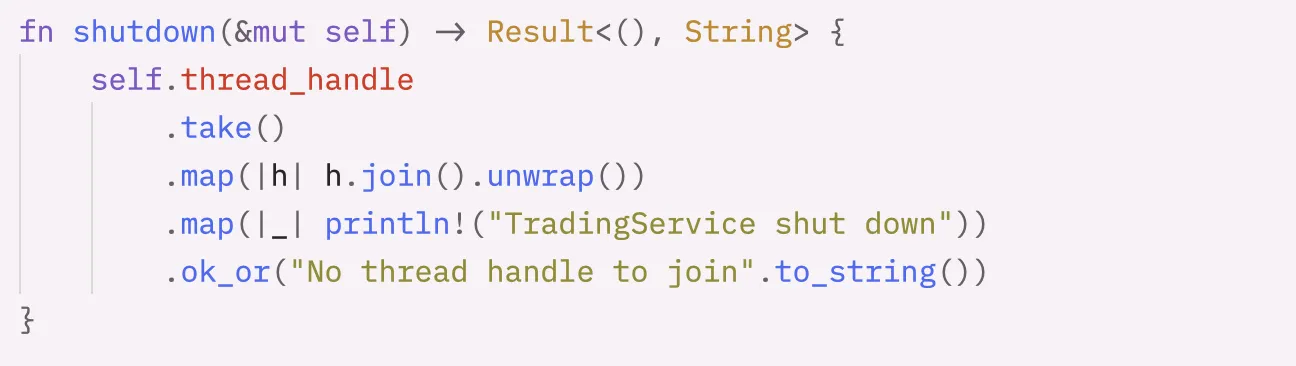 fn shutdown(&mut self) -> Result<(), String> {
    self.thread_handle
        .take()
        .map(|h| h.join().unwrap())
        .map(|_| println!("TradingService shut down"))
        .ok_or("No thread handle to join".to_string())
}